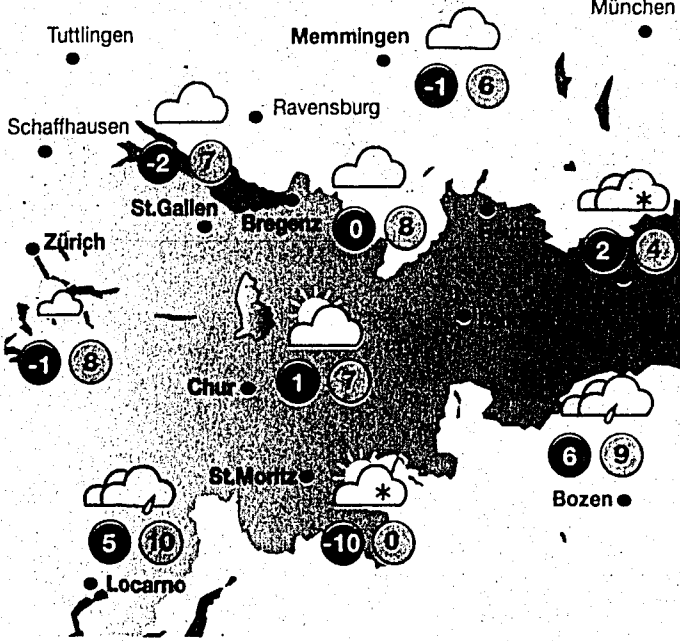 München
Tuttlingen
Memmingen
-1 6
Ravensburg
Schaffhausen
-2 7
St.Gallen
Bregenz
0 8
Zürich
2 4
-1 8
Chur
1 7
6 9
St.Moritz
Bozen
5 10
-10 0
Locarno